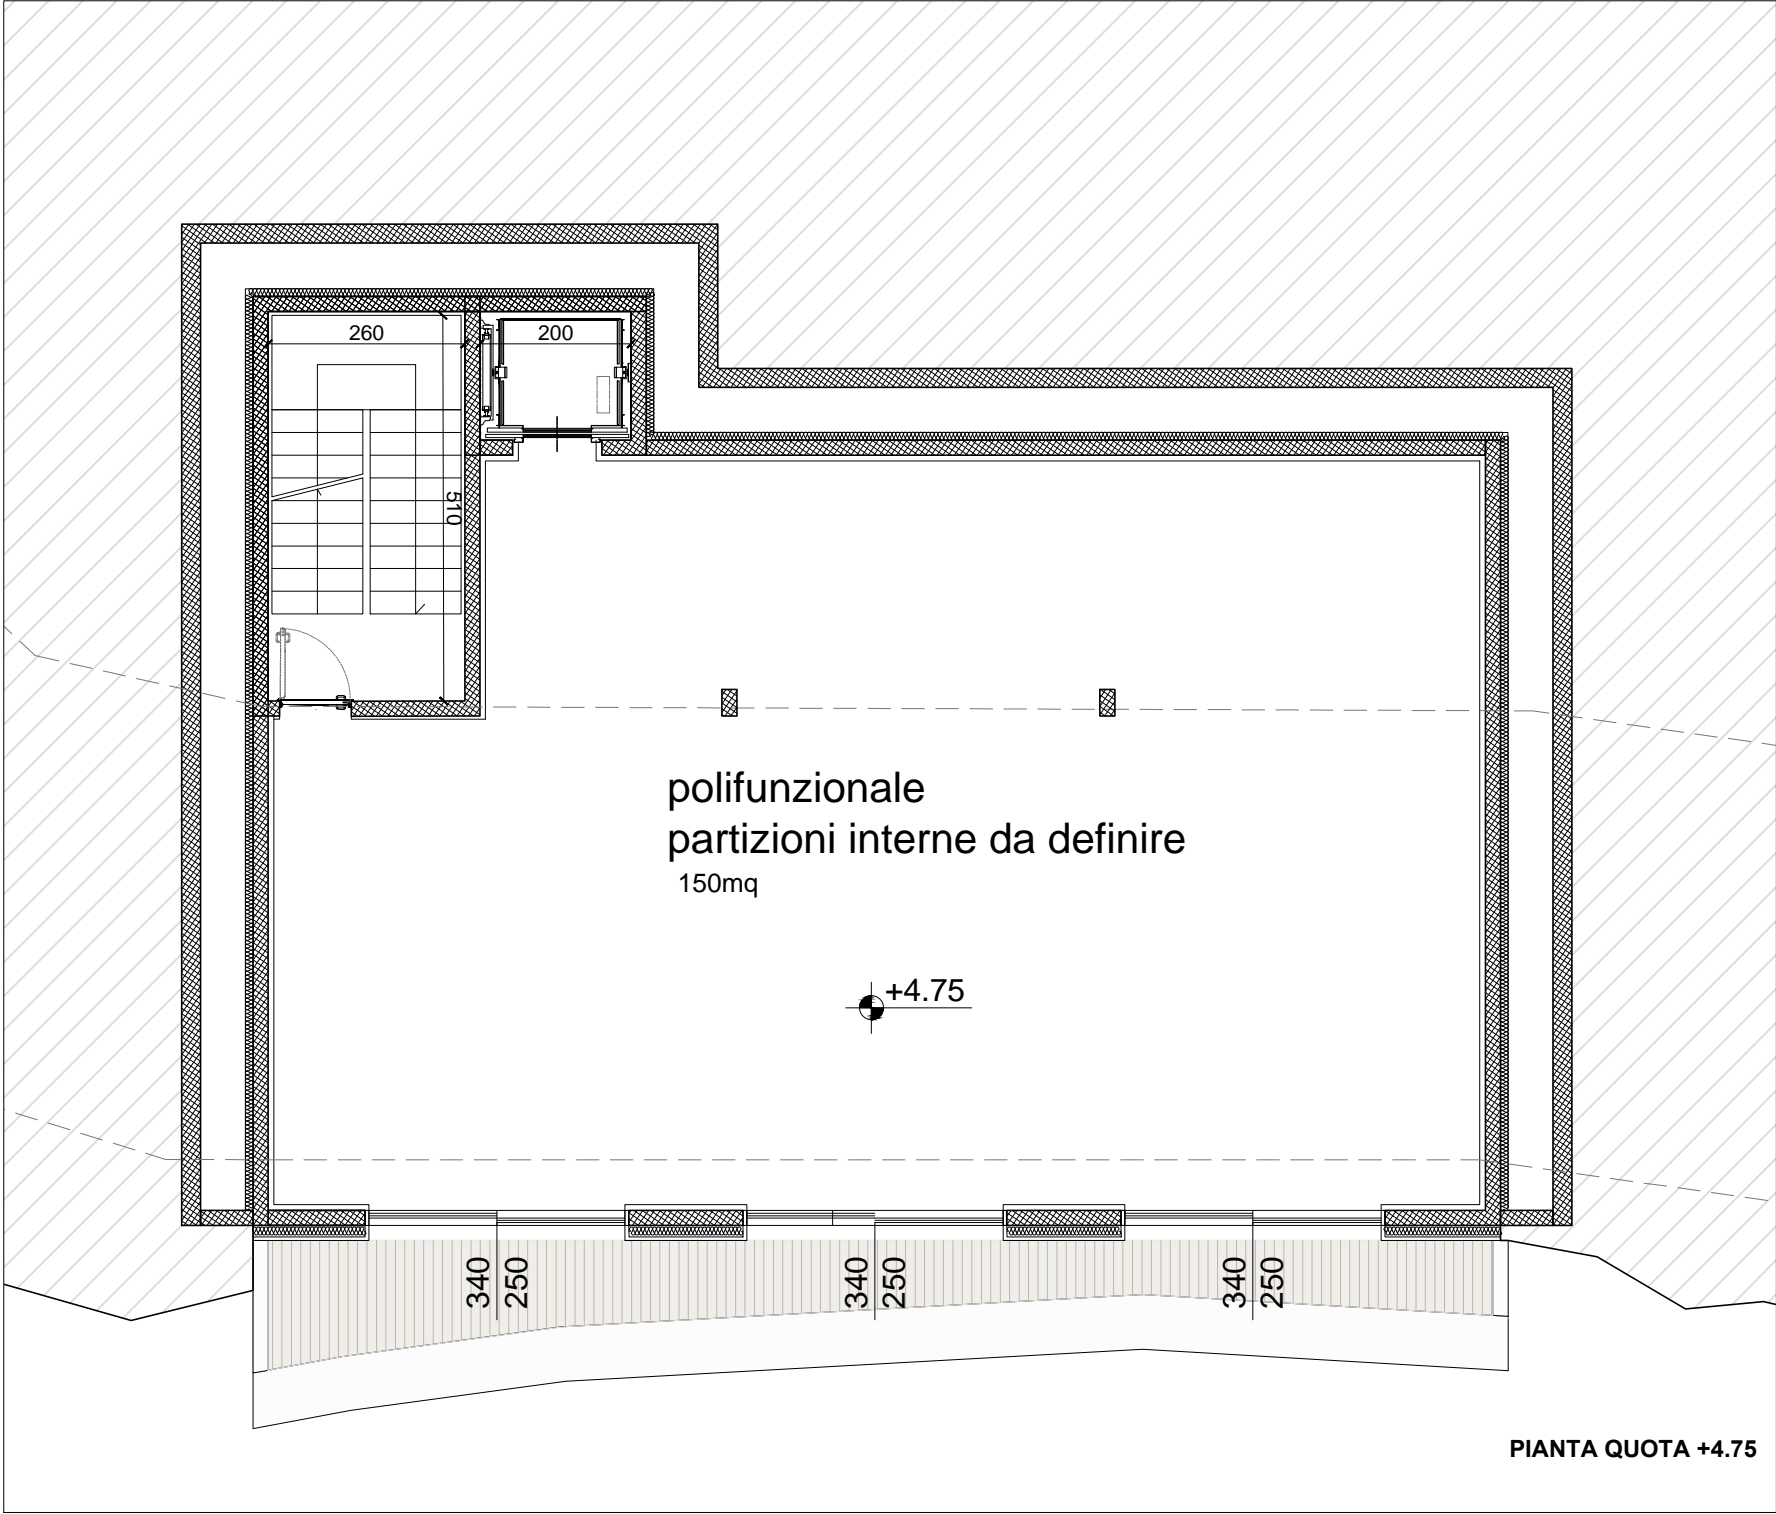 260
200
510
polifunzionale
partizioni interne da definire
150mq
+4.75
340
250
340
250
340
250
PIANTA QUOTA +4.75